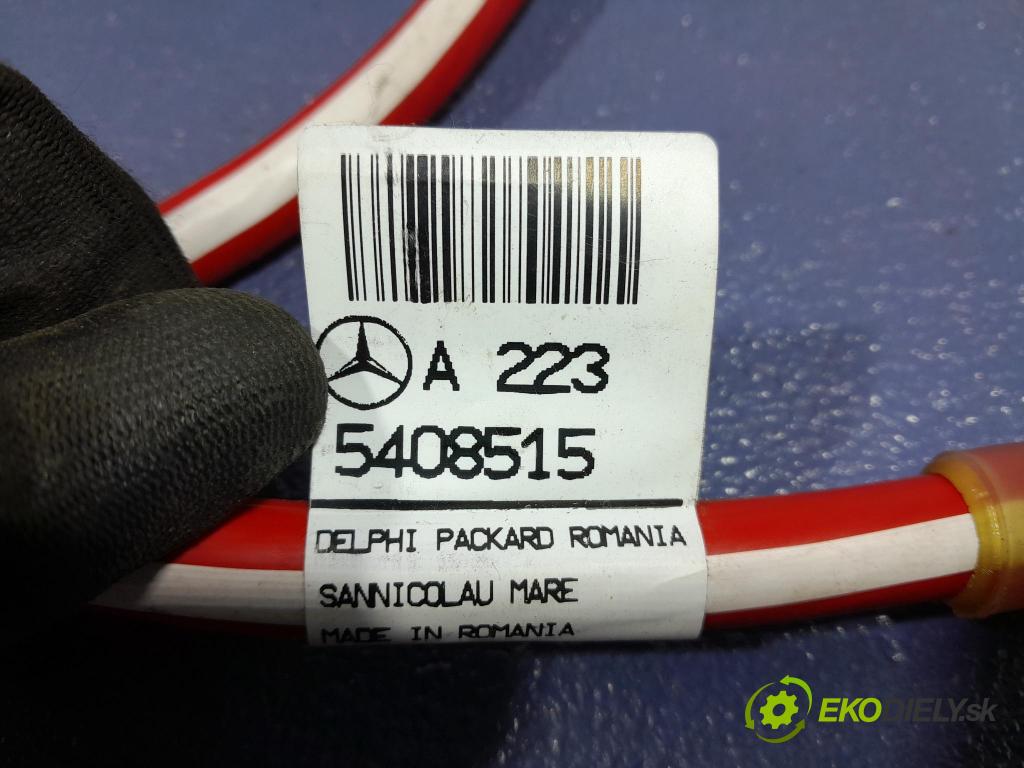 A 223
5408515
DELPHI PACKARD ROMANIA
SANNICOLAU MARE
MADE IN ROMANIA
EKODIELY.sk